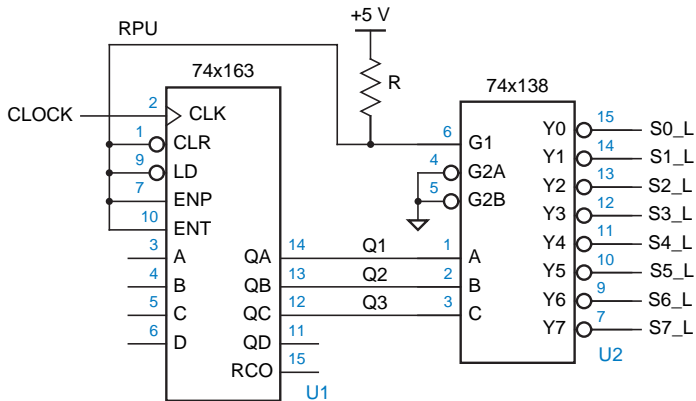 +5 V
RPU
R
74x163
74x138
CLOCK
2
CLK
1
CLR
9
LD
7
ENP
10
ENT
3
A
4
B
5
C
6
D
QA
14
Q1
QB
13
Q2
QC
12
Q3
QD
11
RCO
15
U1
6
G1
4
G2A
5
G2B
1
A
2
B
3
C
Y0
15
S0_L
Y1
14
S1_L
Y2
13
S2_L
Y3
12
S3_L
Y4
11
S4_L
Y5
10
S5_L
Y6
9
S6_L
Y7
7
S7_L
U2